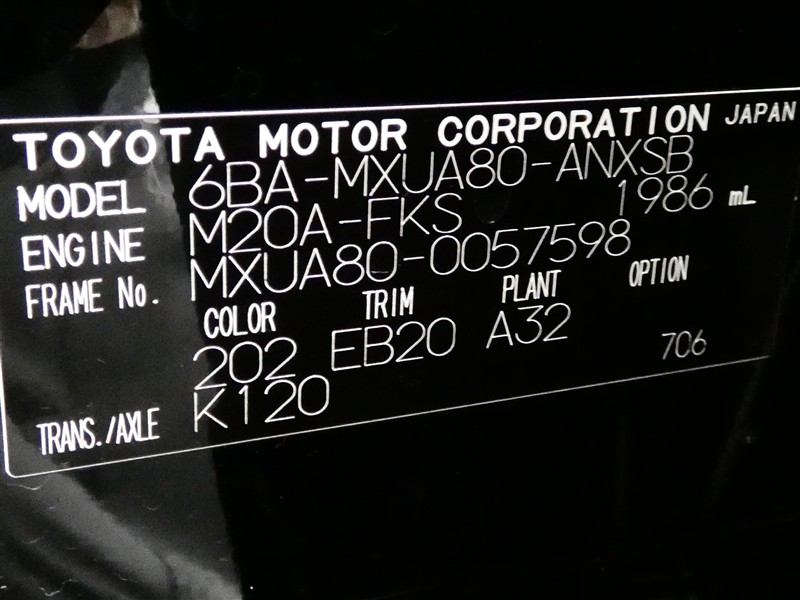 TOYOTA MOTOR CORPORATION JAPAN
MODEL 6BA-MXUA80-ANXSB
ENGINE M20A-FKS 1986 mL
FRAME No. MXUA80-0057598
COLOR TRIM PLANT OPTION
202 EB20 A32 706
TRANS./AXLE K120